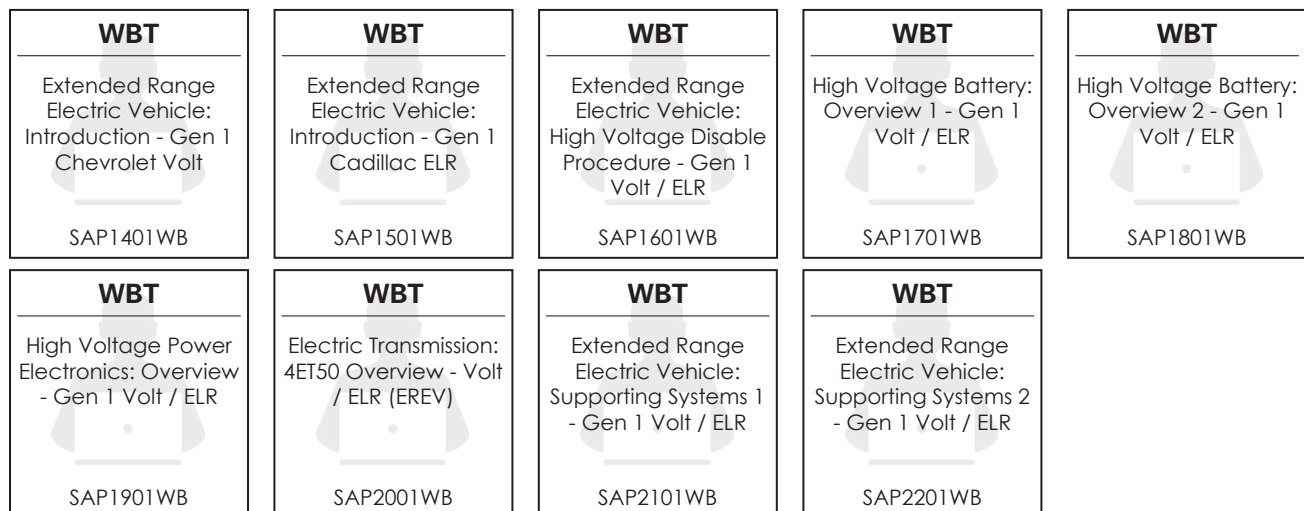 WBT
Extended Range
Electric Vehicle:
Introduction - Gen 1
Chevrolet Volt
SAP1401WB
WBT
Extended Range
Electric Vehicle:
Introduction - Gen 1
Cadillac ELR
SAP1501WB
WBT
Extended Range
Electric Vehicle:
High Voltage Disable
Procedure - Gen 1
Volt / ELR
SAP1601WB
WBT
High Voltage Battery:
Overview 1 - Gen 1
Volt / ELR
SAP1701WB
WBT
High Voltage Battery:
Overview 2 - Gen 1
Volt / ELR
SAP1801WB
WBT
High Voltage Power
Electronics: Overview
- Gen 1 Volt / ELR
SAP1901WB
WBT
Electric Transmission:
4ET50 Overview - Volt
/ ELR (EREV)
SAP2001WB
WBT
Extended Range
Electric Vehicle:
Supporting Systems 1
- Gen 1 Volt / ELR
SAP2101WB
WBT
Extended Range
Electric Vehicle:
Supporting Systems 2
- Gen 1 Volt / ELR
SAP2201WB